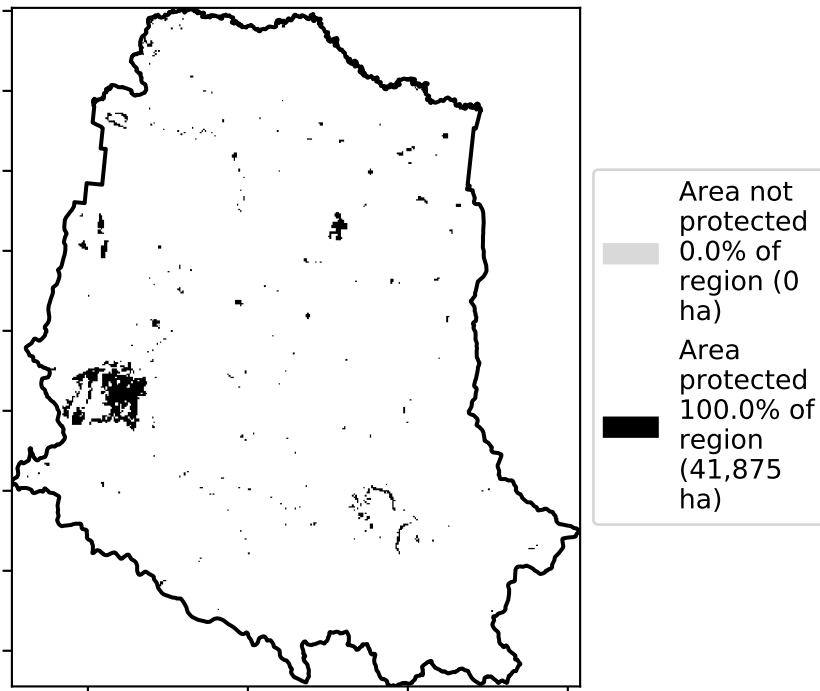 Area not
protected
0.0% of
region (0
ha)
Area
protected
100.0% of
region
(41,875
ha)